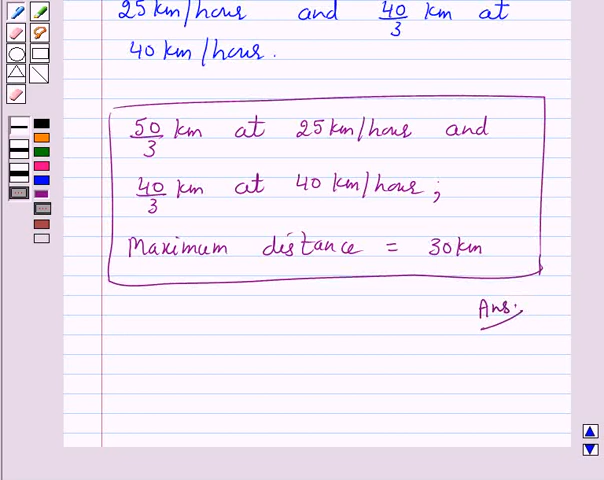 25 km/hour and 40/3 km at
40 km/hour.
50/3 km at 25 km/hour and
40/3 km at 40 km/hour;
Maximum distance = 30 km
Ans.